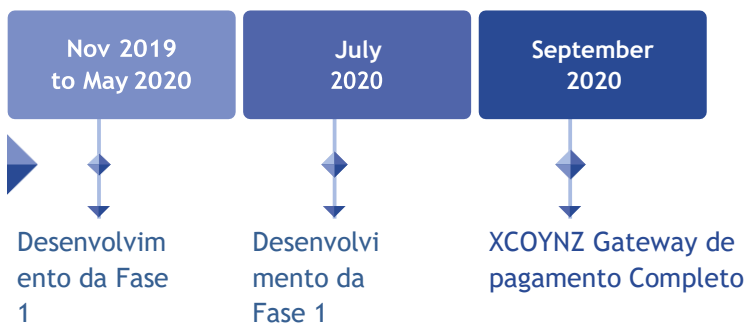 Nov 2019
to May 2020
July
2020
September
2020
Desenvolvim
ento da Fase
1
Desenvolvi
mento da
Fase 1
XCOYNZ Gateway de
pagamento Completo